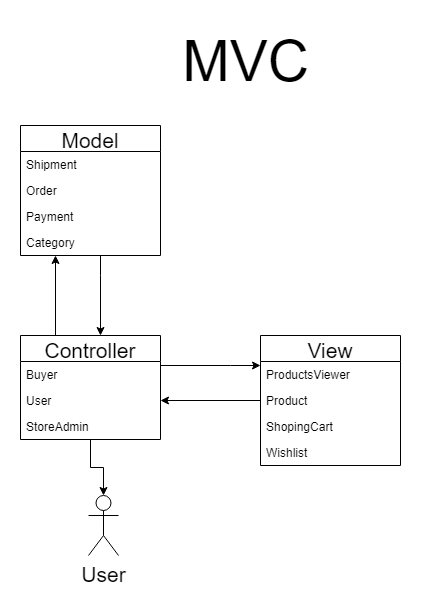 MVC
Model
Shipment
Order
Payment
Category
Controller
Buyer
User
StoreAdmin
View
ProductsViewer
Product
ShopingCart
Wishlist
User